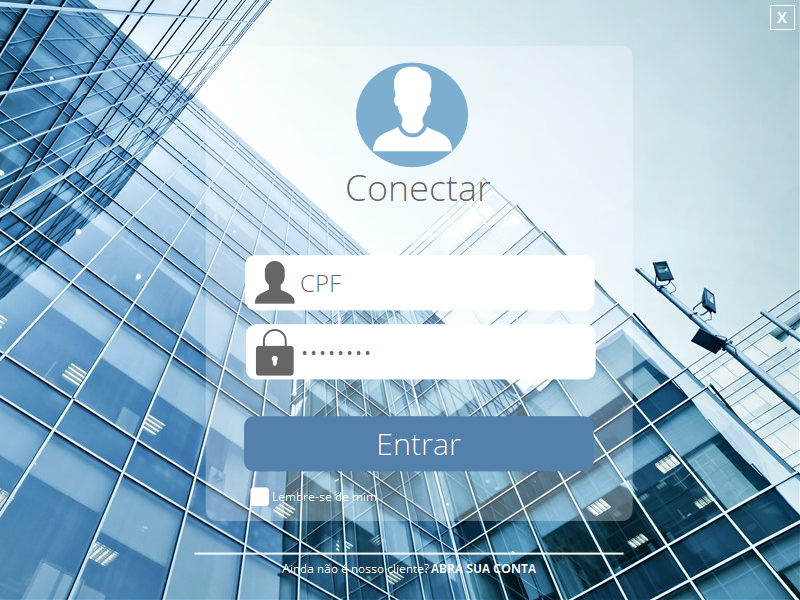 X
Conectar
CPF
••••••••
Entrar
Lembre-se de mim
Ainda não é nosso cliente? ABRA SUA CONTA